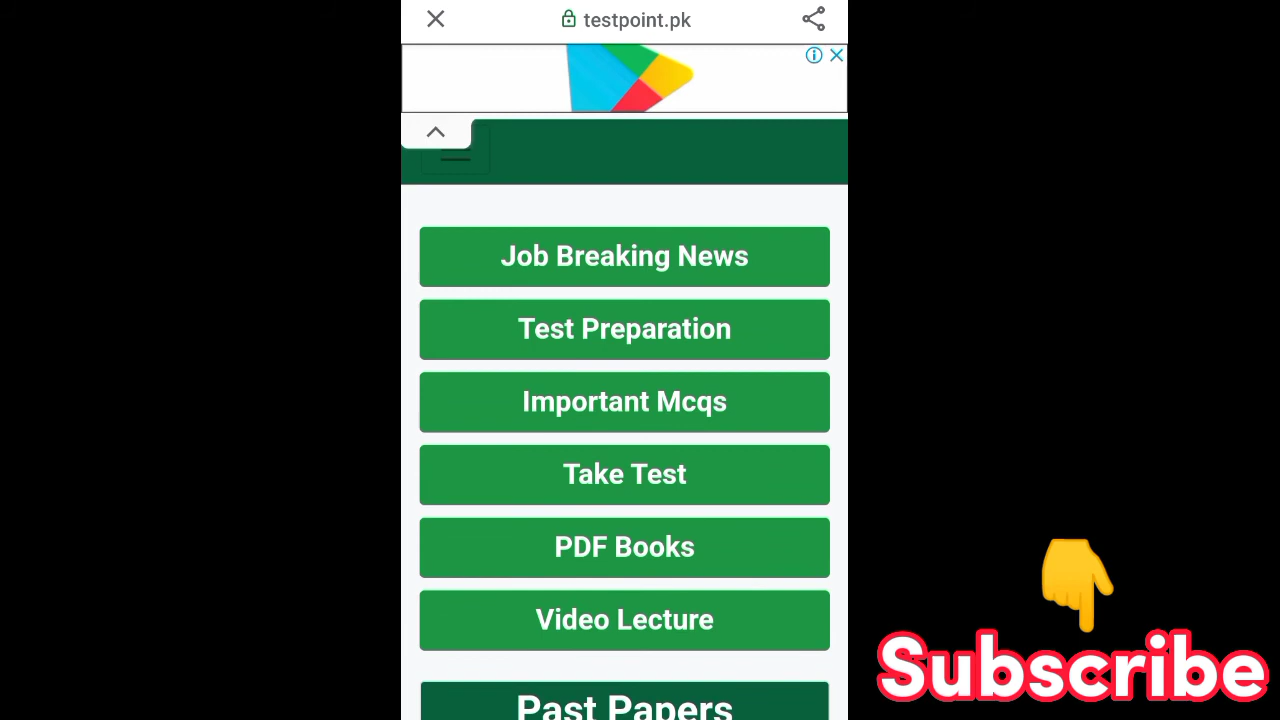 testpoint.pk
Job Breaking News
Test Preparation
Important Mcqs
Take Test
PDF Books
Video Lecture
Past Papers
Subscribe